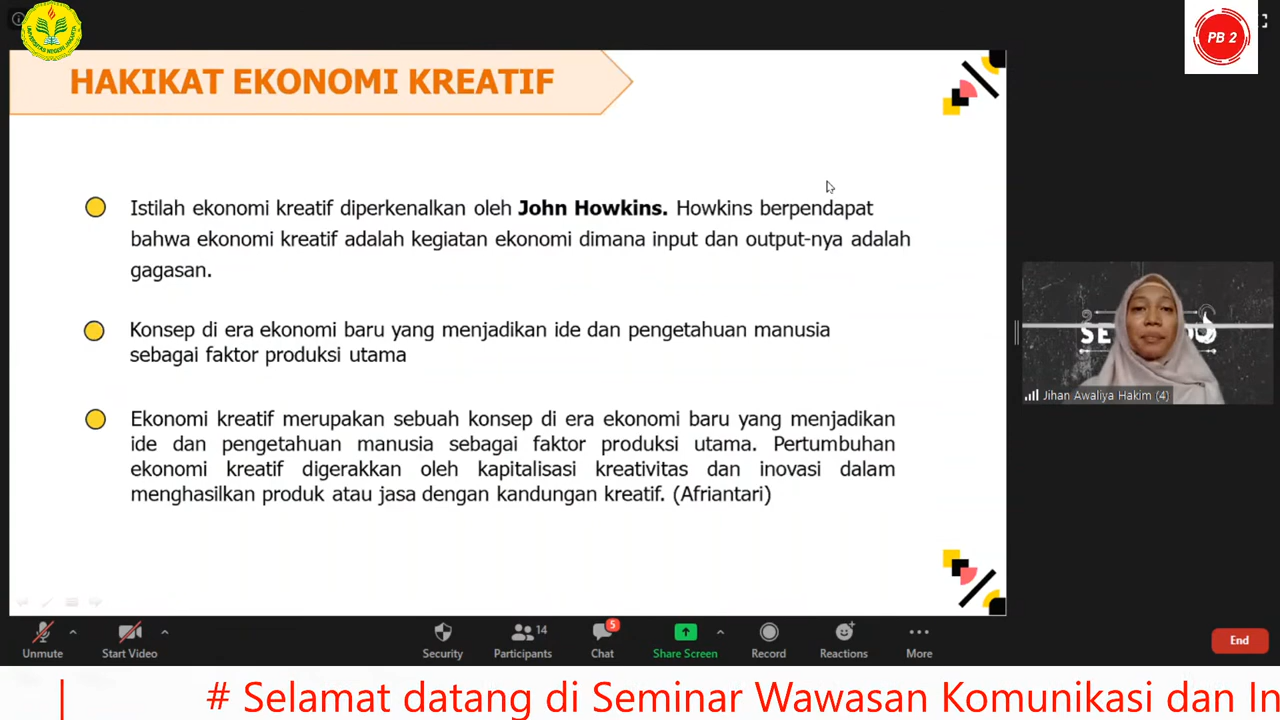 UNIVERSITAS NEGERI JAKARTA
PB 2
HAKIKAT EKONOMI KREATIF
Istilah ekonomi kreatif diperkenalkan oleh John Howkins. Howkins berpendapat
bahwa ekonomi kreatif adalah kegiatan ekonomi dimana input dan output-nya adalah
gagasan.
Konsep di era ekonomi baru yang menjadikan ide dan pengetahuan manusia
sebagai faktor produksi utama
Ekonomi kreatif merupakan sebuah konsep di era ekonomi baru yang menjadikan
ide dan pengetahuan manusia sebagai faktor produksi utama. Pertumbuhan
ekonomi kreatif digerakkan oleh kapitalisasi kreativitas dan inovasi dalam
menghasilkan produk atau jasa dengan kandungan kreatif. (Afriantari)
Jihan Awaliya Hakim (4)
Unmute
Start Video
Security
14
Participants
5
Chat
Share Screen
Record
Reactions
More
End
| # Selamat datang di Seminar Wawasan Komunikasi dan In